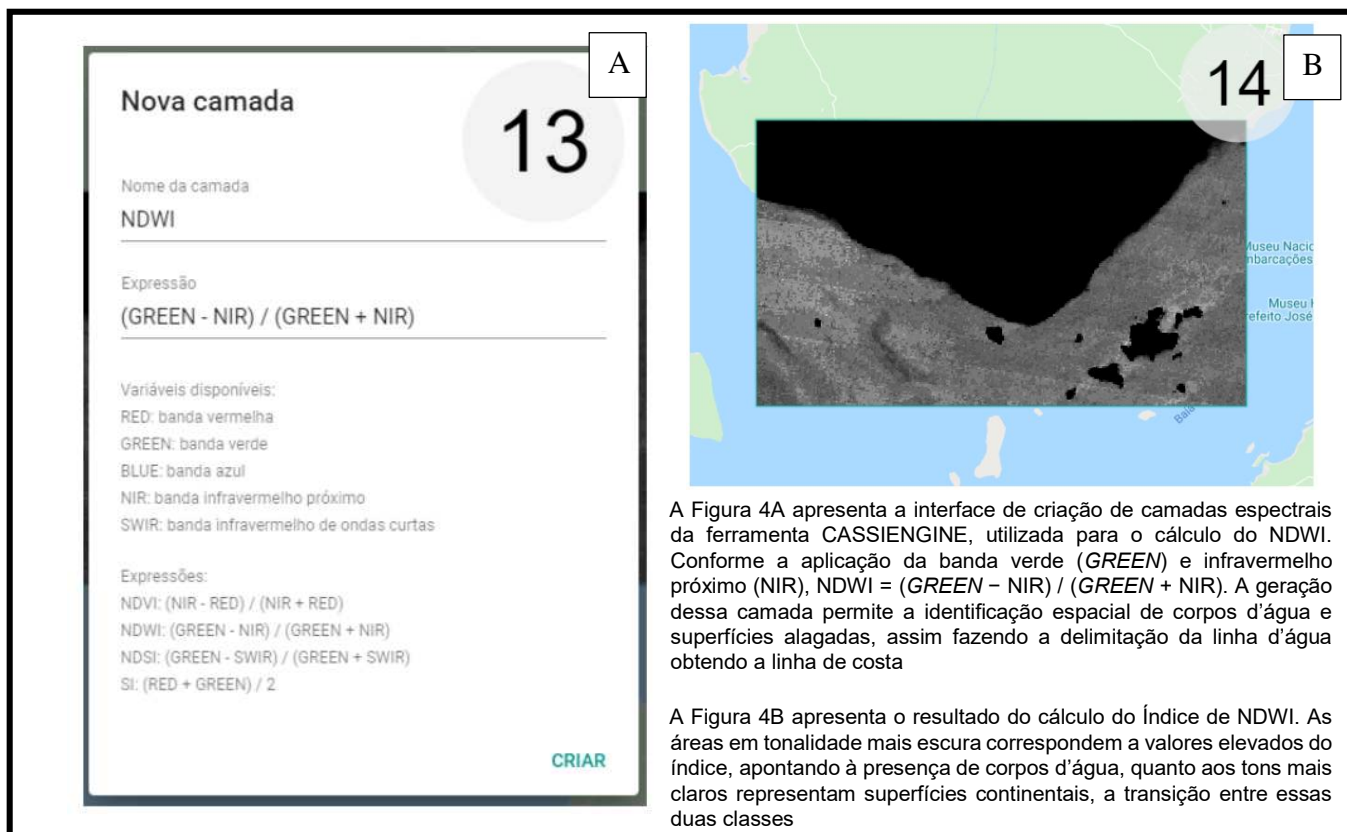 A
Nova camada
13
Nome da camada
NDWI
Expressão
(GREEN - NIR) / (GREEN + NIR)
Variáveis disponíveis:
RED: banda vermelha
GREEN: banda verde
BLUE: banda azul
NIR: banda infravermelho próximo
SWIR: banda infravermelho de ondas curtas
Expressões:
NDVI: (NIR - RED) / (NIR + RED)
NDWI: (GREEN - NIR) / (GREEN + NIR)
NDSI: (GREEN - SWIR) / (GREEN + SWIR)
SI: (RED + GREEN) / 2
CRIAR
14
B
Museu Nacio
mbarcações
Museu H
refeito José
Baía
A Figura 4A apresenta a interface de criação de camadas espectrais
da ferramenta CASSIENGINE, utilizada para o cálculo do NDWI.
Conforme a aplicação da banda verde (GREEN) e infravermelho
próximo (NIR), NDWI = (GREEN − NIR) / (GREEN + NIR). A geração
dessa camada permite a identificação espacial de corpos d’água e
superfícies alagadas, assim fazendo a delimitação da linha d’água
obtendo a linha de costa
A Figura 4B apresenta o resultado do cálculo do Índice de NDWI. As
áreas em tonalidade mais escura correspondem a valores elevados do
índice, apontando à presença de corpos d’água, quanto aos tons mais
claros representam superfícies continentais, a transição entre essas
duas classes